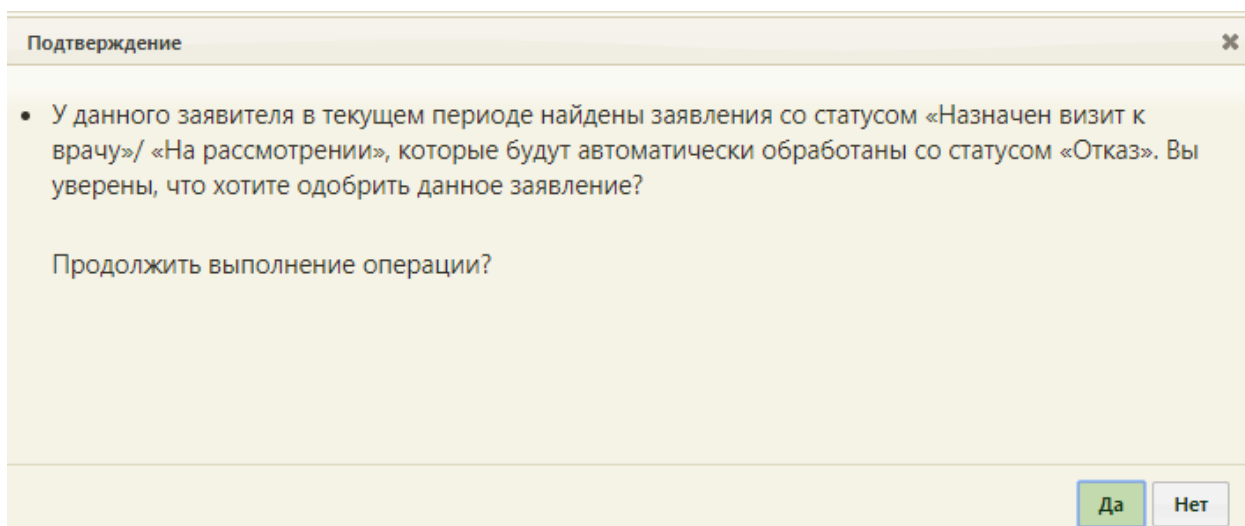 Подтверждение
У данного заявителя в текущем периоде найдены заявления со статусом «Назначен визит к
врачу»/ «На рассмотрении», которые будут автоматически обработаны со статусом «Отказ». Вы
уверены, что хотите одобрить данное заявление?
Продолжить выполнение операции?
Да Нет